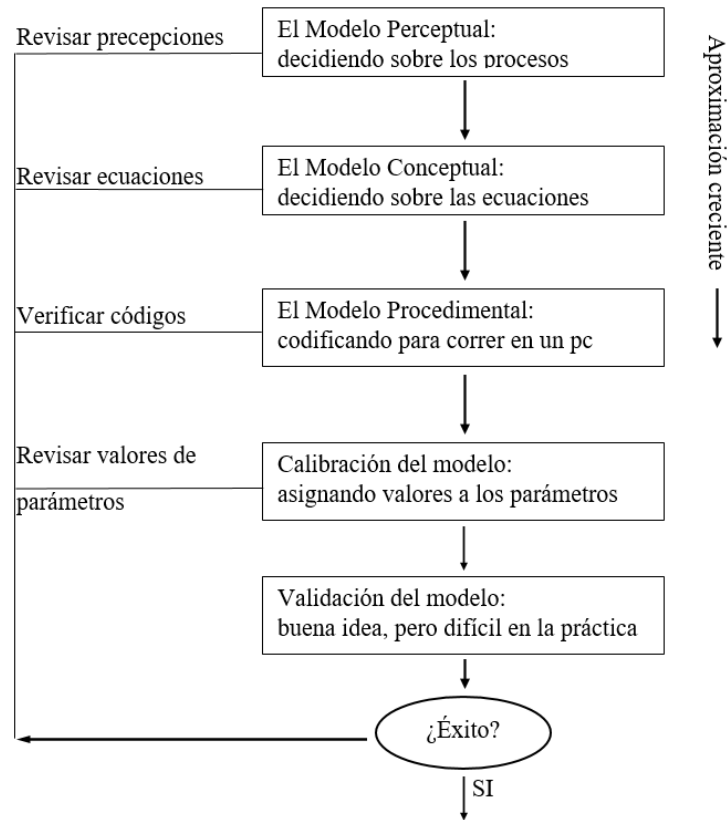 Revisar precepciones
El Modelo Perceptual:
decidiendo sobre los procesos
Aproximación creciente
Revisar ecuaciones
El Modelo Conceptual:
decidiendo sobre las ecuaciones
Verificar códigos
El Modelo Procedimental:
codificando para correr en un pc
Revisar valores de
parámetros
Calibración del modelo:
asignando valores a los parámetros
Validación del modelo:
buena idea, pero difícil en la práctica
¿Éxito?
SI